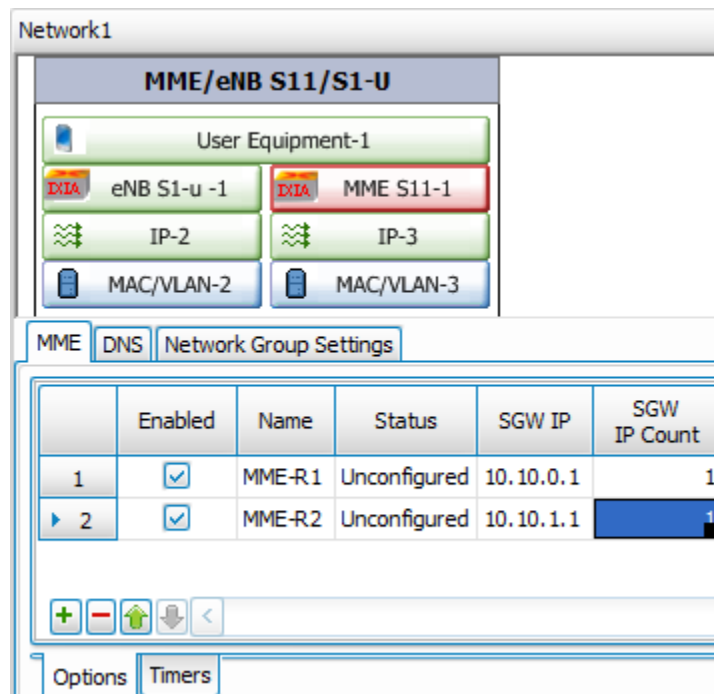 Network1
MME/eNB S11/S1-U
User Equipment-1
IXIA eNB S1-u -1 IXIA MME S11-1
IP-2 IP-3
MAC/VLAN-2 MAC/VLAN-3
MME DNS Network Group Settings
Enabled Name Status SGW IP SGW IP Count
1 MME-R1 Unconfigured 10.10.0.1 1
2 MME-R2 Unconfigured 10.10.1.1 1
Options Timers